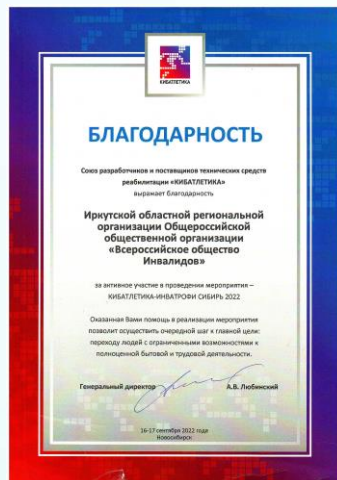 КИБАТЛЕТИКА
БЛАГОДАРНОСТЬ
Союз разработчиков и поставщиков технических средств
реабилитации «КИБАТЛЕТИКА»
выражает благодарность
Иркутской областной региональной
организации Общероссийской
общественной организации
«Всероссийское общество
Инвалидов»
за активное участие в проведении мероприятия –
КИБАТЛЕТИКА-ИНВАТРОФИ СИБИРЬ 2022
Оказанная Вами помощь в реализации мероприятия
позволит осуществить очередной шаг к главной цели:
переходу людей с ограниченными возможностями к
полноценной бытовой и трудовой деятельности.
Генеральный директор А.В. Любинский
16-17 сентября 2022 года
Новосибирск